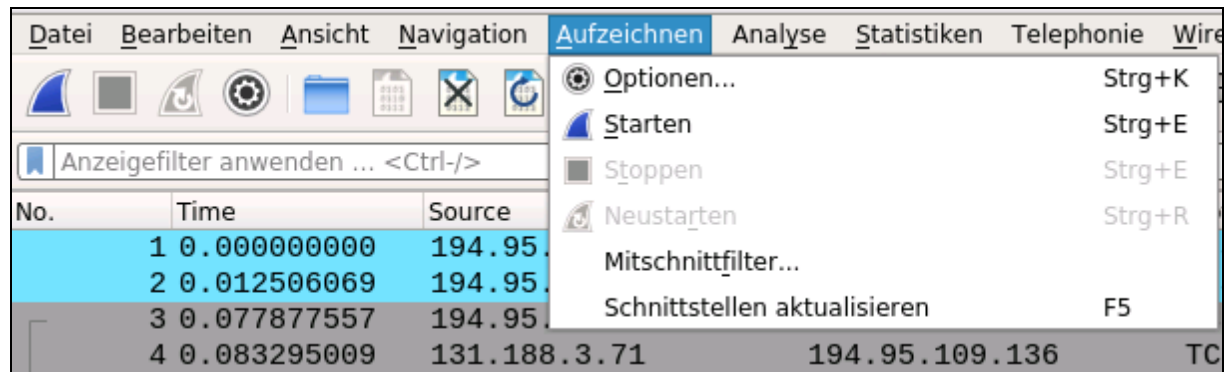 Datei Bearbeiten Ansicht Navigation Aufzeichnen Analyse Statistiken Telephonie
Optionen... Strg+K
Starten Strg+E
Anzeigefilter anwenden ... <Ctrl-/>
Stoppen Strg+E
No. Time Source
Neustarten Strg+R
1 0.000000000 194.95.
Mitschnittfilter...
2 0.012506069 194.95.
Schnittstellen aktualisieren F5
3 0.077877557 194.95.
4 0.083295009 131.188.3.71 194.95.109.136 TC